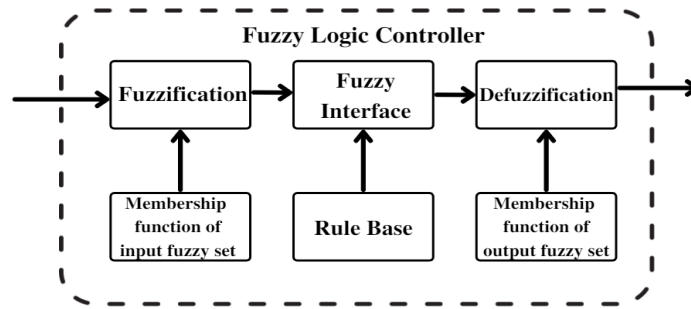 Fuzzy Logic Controller
Fuzzification
Fuzzy
Interface
Defuzzification
Membership
function of
input fuzzy set
Rule Base
Membership
function of
output fuzzy set